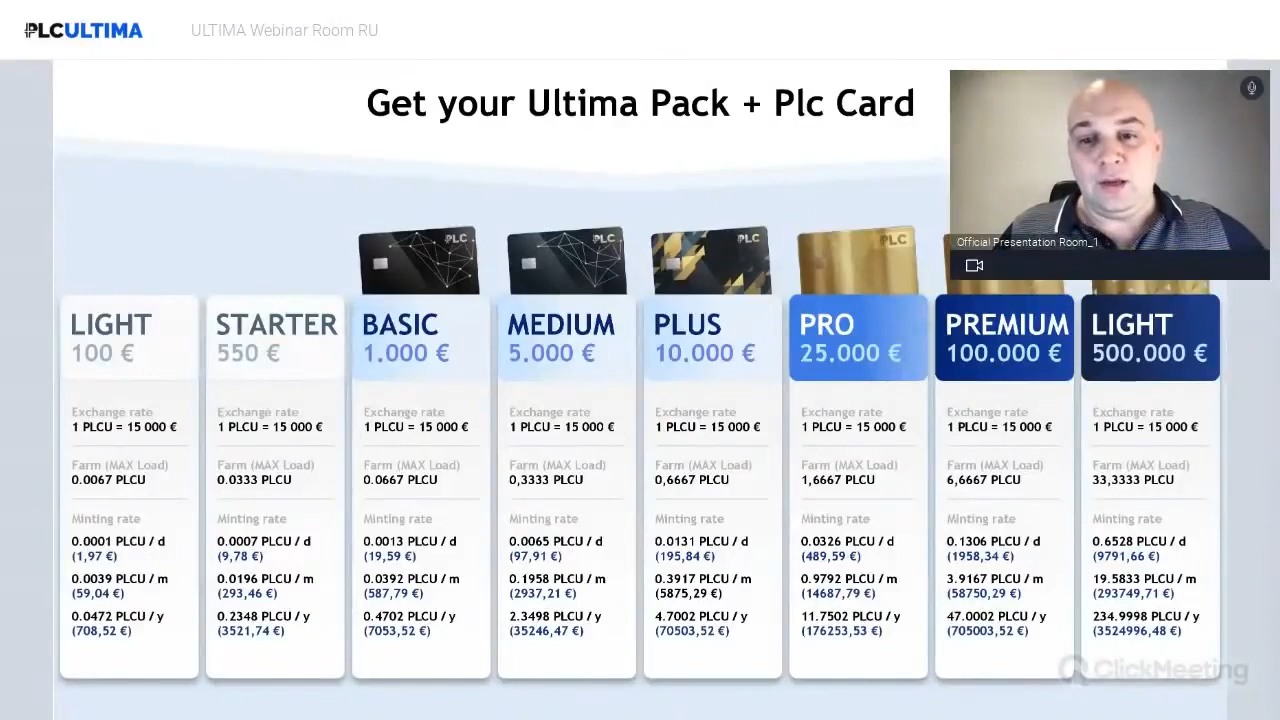 PLCULTIMA
ULTIMA Webinar Room RU
Get your Ultima Pack + Plc Card
Official Presentation Room_1
PLC
PLC
PLC
PLC
LIGHT
100 €
Exchange rate
1 PLCU = 15 000 €
Farm (MAX Load)
0.0067 PLCU
Minting rate
0.0001 PLCU / d
(1,97 €)
0.0039 PLCU / m
(59,04 €)
0.0472 PLCU / y
(708,52 €)
STARTER
550 €
Exchange rate
1 PLCU = 15 000 €
Farm (MAX Load)
0.0333 PLCU
Minting rate
0.0007 PLCU / d
(9,78 €)
0.0196 PLCU / m
(293,46 €)
0.2348 PLCU / y
(3521,74 €)
BASIC
1.000 €
Exchange rate
1 PLCU = 15 000 €
Farm (MAX Load)
0.0667 PLCU
Minting rate
0.0013 PLCU / d
(19,59 €)
0.0392 PLCU / m
(587,79 €)
0.4702 PLCU / y
(7053,52 €)
MEDIUM
5.000 €
Exchange rate
1 PLCU = 15 000 €
Farm (MAX Load)
0,3333 PLCU
Minting rate
0.0065 PLCU / d
(97,91 €)
0.1958 PLCU / m
(2937,21 €)
2.3498 PLCU / y
(35246,47 €)
PLUS
10.000 €
Exchange rate
1 PLCU = 15 000 €
Farm (MAX Load)
0,6667 PLCU
Minting rate
0.0131 PLCU / d
(195,84 €)
0.3917 PLCU / m
(5875,29 €)
4.7002 PLCU / y
(70503,52 €)
PRO
25.000 €
Exchange rate
1 PLCU = 15 000 €
Farm (MAX Load)
1,6667 PLCU
Minting rate
0.0326 PLCU / d
(489,59 €)
0.9792 PLCU / m
(14687,79 €)
11.7502 PLCU / y
(176253,53 €)
PREMIUM
100.000 €
Exchange rate
1 PLCU = 15 000 €
Farm (MAX Load)
6,6667 PLCU
Minting rate
0.1306 PLCU / d
(1958,34 €)
3.9167 PLCU / m
(58750,29 €)
47.0002 PLCU / y
(705003,52 €)
LIGHT
500.000 €
Exchange rate
1 PLCU = 15 000 €
Farm (MAX Load)
33,3333 PLCU
Minting rate
0.6528 PLCU / d
(9791,66 €)
19.5833 PLCU / m
(293749,71 €)
234.9998 PLCU / y
(3524996,48 €)
ClickMeeting